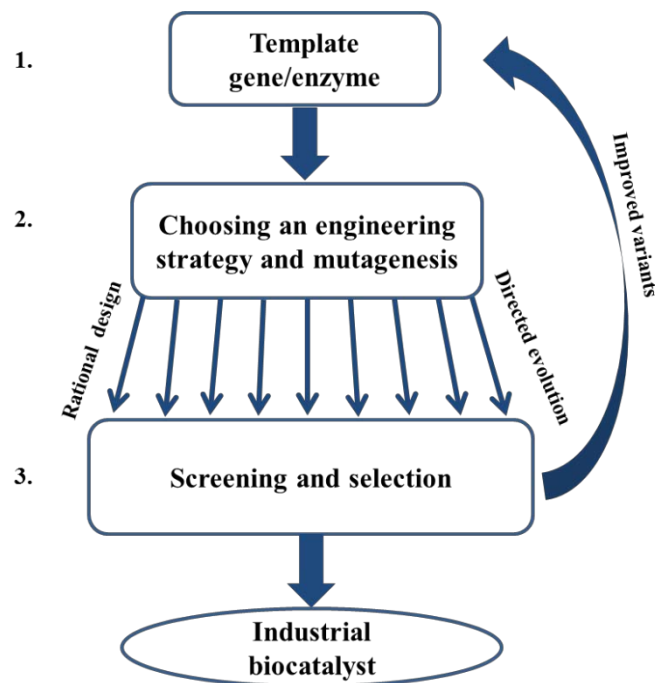 1.
Template
gene/enzyme
2.
Choosing an engineering
strategy and mutagenesis
Rational design
Directed evolution
Improved variants
3.
Screening and selection
Industrial
biocatalyst